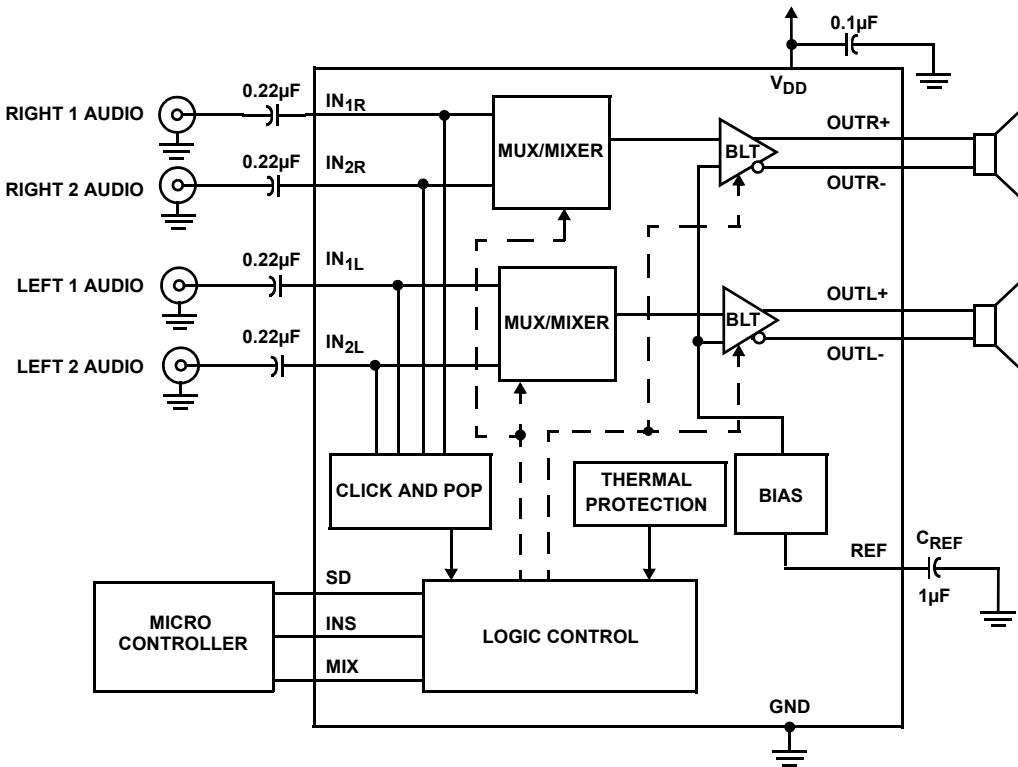 0.1µF
V_DD
RIGHT 1 AUDIO
0.22µF
IN_1R
MUX/MIXER
BLT
OUTR+
OUTR-
RIGHT 2 AUDIO
0.22µF
IN_2R
LEFT 1 AUDIO
0.22µF
IN_1L
MUX/MIXER
BLT
OUTL+
OUTL-
LEFT 2 AUDIO
0.22µF
IN_2L
CLICK AND POP
THERMAL
PROTECTION
BIAS
REF
C_REF
1µF
MICRO
CONTROLLER
SD
INS
MIX
LOGIC CONTROL
GND